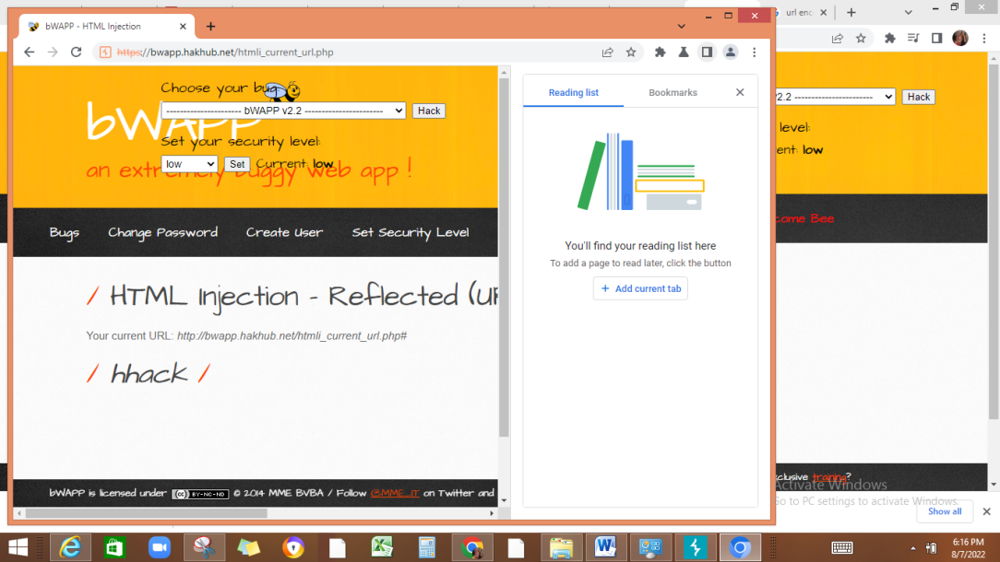 bWAPP - HTML Injection
url enc
https://bwapp.hakhub.net/htmli_current_url.php
Choose your bug:
---------------------- bWAPP v2.2 -----------------------
Hack
bWAPP
Set your security level:
low
Set
Current: low
an extremely buggy web app !
v2.2 -----------------------
Hack
level:
ent: low
Bugs
Change Password
Create User
Set Security Level
come Bee
/ HTML Injection - Reflected (UR
Your current URL: http://bwapp.hakhub.net/htmli_current_url.php#
/ hhack /
bWAPP is licensed under
CC BY-NC-ND
© 2014 MME BVBA / Follow @MME_IT on Twitter and
Reading list
Bookmarks
You'll find your reading list here
To add a page to read later, click the button
+ Add current tab
xclusive training?
Activate Windows
Go to PC settings to activate Windows.
Show all
6:16 PM
8/7/2022